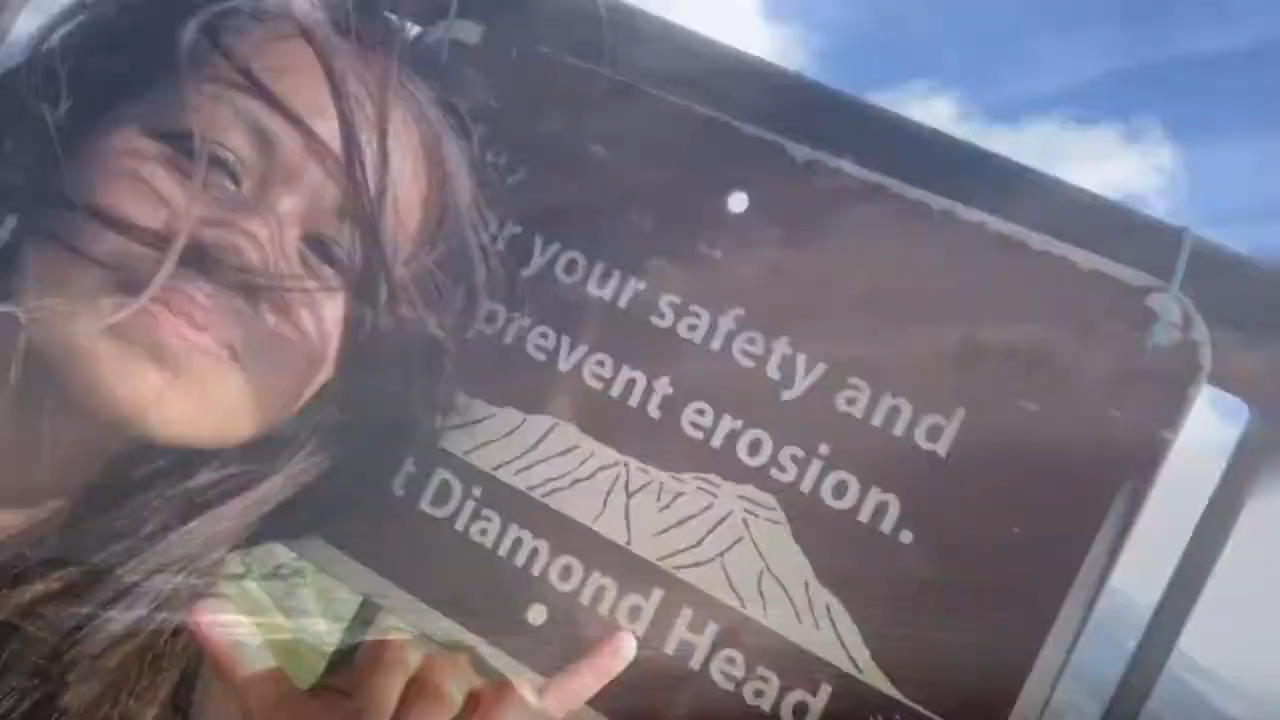 your safety and
prevent erosion.
t Diamond Head